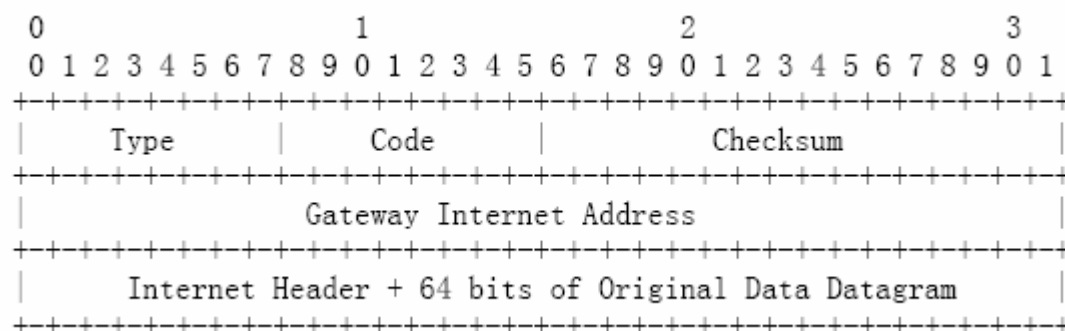 0 1 2 3
0 1 2 3 4 5 6 7 8 9 0 1 2 3 4 5 6 7 8 9 0 1 2 3 4 5 6 7 8 9 0 1
+-+-+-+-+-+-+-+-+-+-+-+-+-+-+-+-+-+-+-+-+-+-+-+-+-+-+-+-+-+-+-+-+
| Type | Code | Checksum |
+-+-+-+-+-+-+-+-+-+-+-+-+-+-+-+-+-+-+-+-+-+-+-+-+-+-+-+-+-+-+-+-+
| Gateway Internet Address |
+-+-+-+-+-+-+-+-+-+-+-+-+-+-+-+-+-+-+-+-+-+-+-+-+-+-+-+-+-+-+-+-+
| Internet Header + 64 bits of Original Data Datagram |
+-+-+-+-+-+-+-+-+-+-+-+-+-+-+-+-+-+-+-+-+-+-+-+-+-+-+-+-+-+-+-+-+